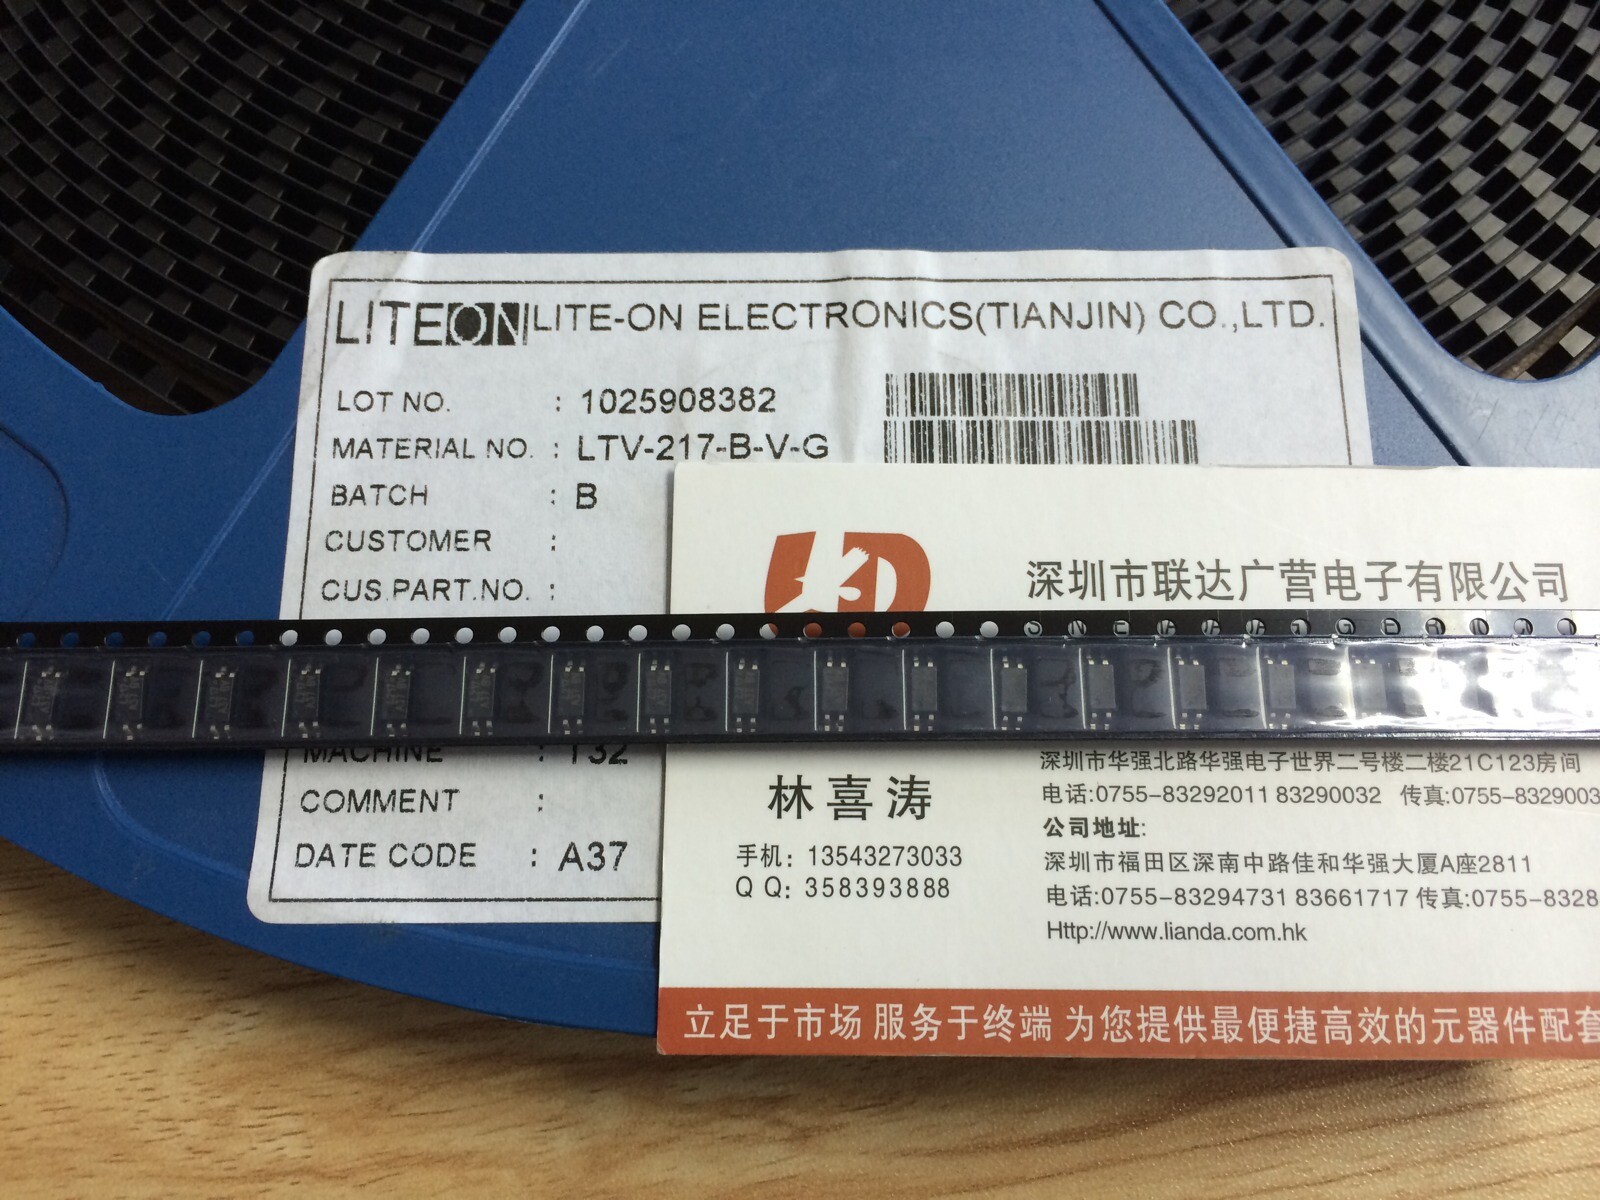 LITEON LITE-ON ELECTRONICS(TIANJIN) CO.,LTD.
LOT NO. : 1025908382
MATERIAL NO. : LTV-217-B-V-G
BATCH : B
CUSTOMER :
CUS.PART.NO. :
MACHINE : T32
COMMENT :
DATE CODE : A37
深圳市联达广营电子有限公司
深圳市华强北路华强电子世界二号楼二楼21C123房间
电话:0755-83292011 83290032 传真:0755-8329003
公司地址:
深圳市福田区深南中路佳和华强大厦A座2811
电话:0755-83294731 83661717 传真:0755-8328
Http://www.lianda.com.hk
林喜涛
手机: 13543273033
QQ: 358393888
立足于市场 服务于终端 为您提供最便捷高效的元器件配套